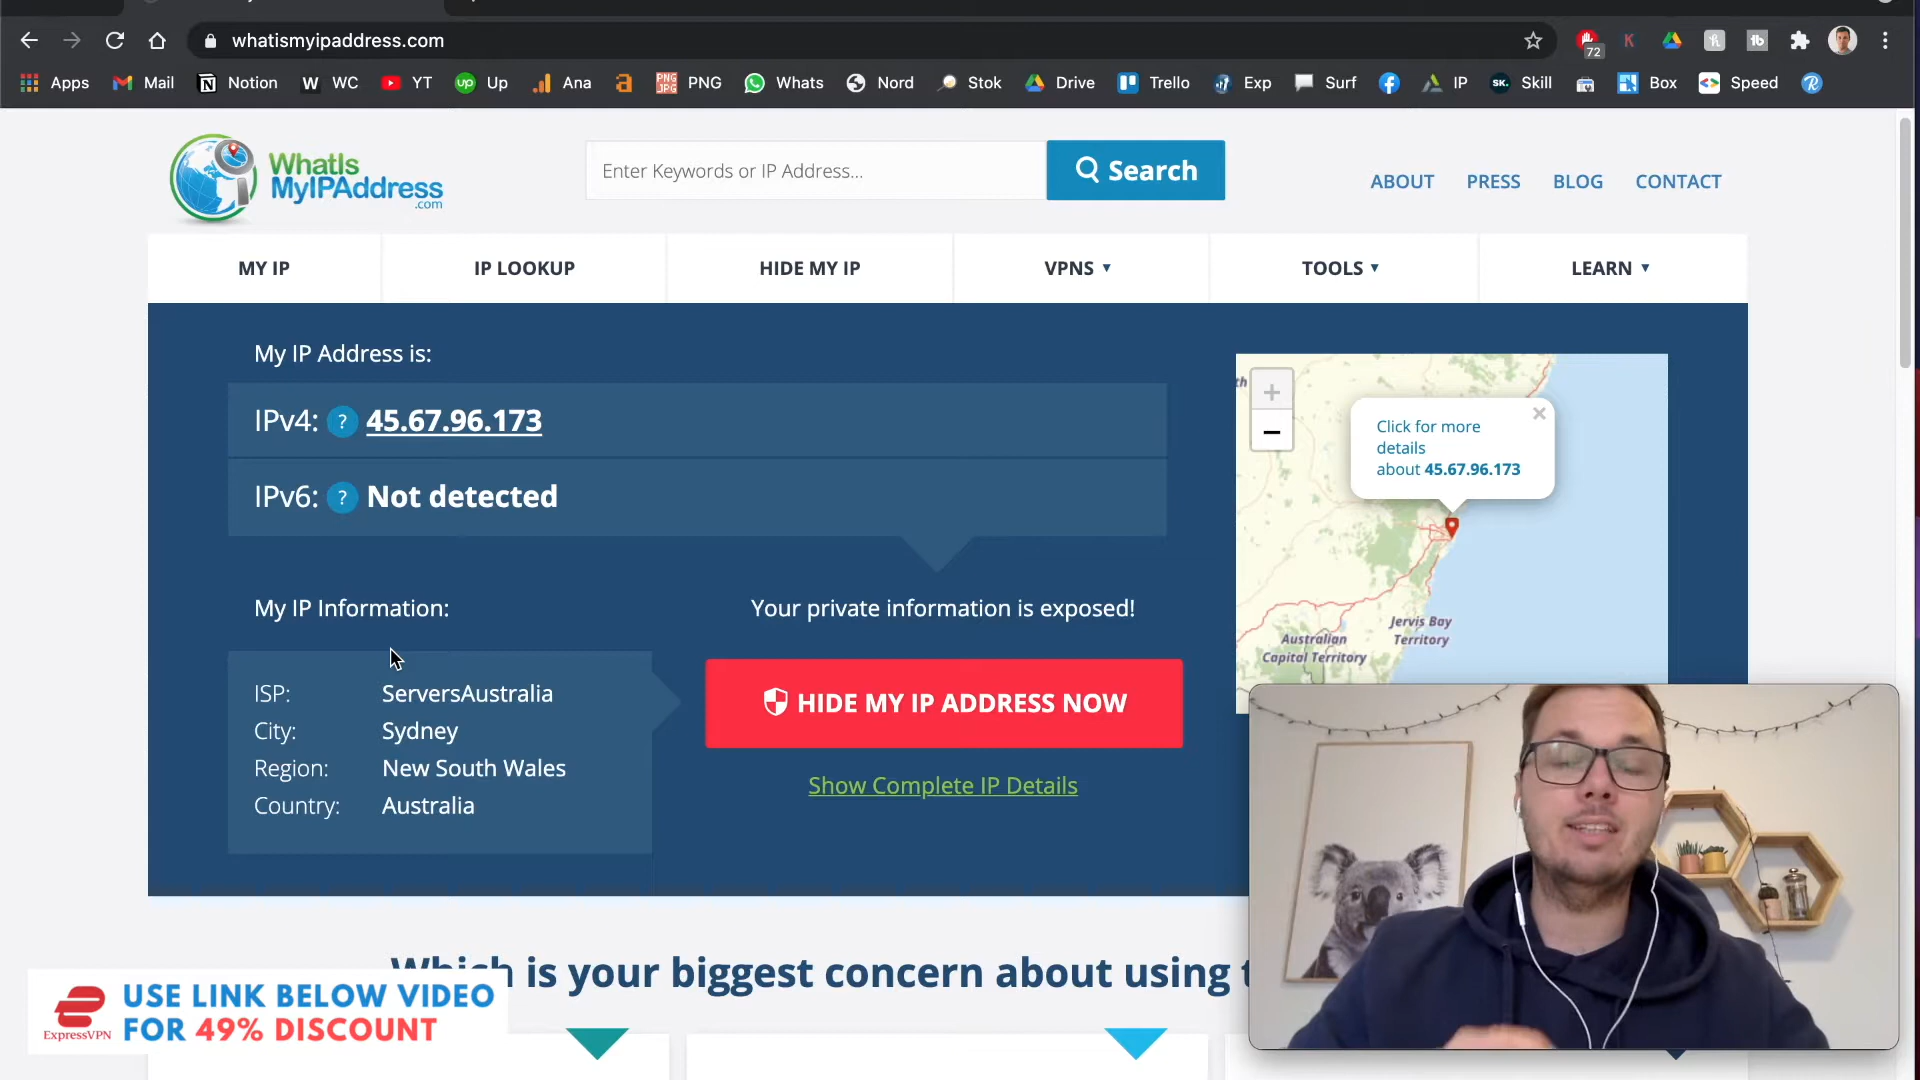 whatismyipaddress.com
72
Apps Mail Notion WC YT Up Ana PNG Whats Nord Stok Drive Trello Exp Surf IP Skill Box Speed
WhatIs
MyIPAddress
.com
Enter Keywords or IP Address...
Search
ABOUT PRESS BLOG CONTACT
MY IP IP LOOKUP HIDE MY IP VPNS TOOLS LEARN
My IP Address is:
IPv4: ? 45.67.96.173
IPv6: ? Not detected
Click for more
details
about 45.67.96.173
Jervis Bay
Territory
Australian
Capital Territory
My IP Information:
Your private information is exposed!
ISP: ServersAustralia
City: Sydney
Region: New South Wales
Country: Australia
HIDE MY IP ADDRESS NOW
Show Complete IP Details
Which is your biggest concern about using
ExpressVPN
USE LINK BELOW VIDEO
FOR 49% DISCOUNT